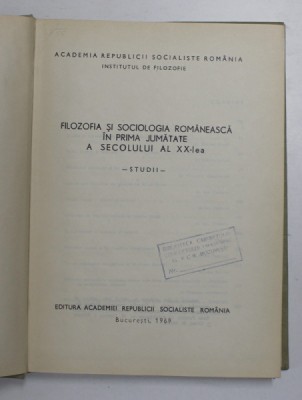 ACADEMIA REPUBLICII SOCIALISTE ROMÂNIA
INSTITUTUL DE FILOZOFIE
FILOZOFIA ȘI SOCIOLOGIA ROMÂNEASCĂ
ÎN PRIMA JUMĂTATE
A SECOLULUI AL XX-lea
— STUDII —
EDITURA ACADEMIEI REPUBLICII SOCIALISTE ROMÂNIA
București, 1969